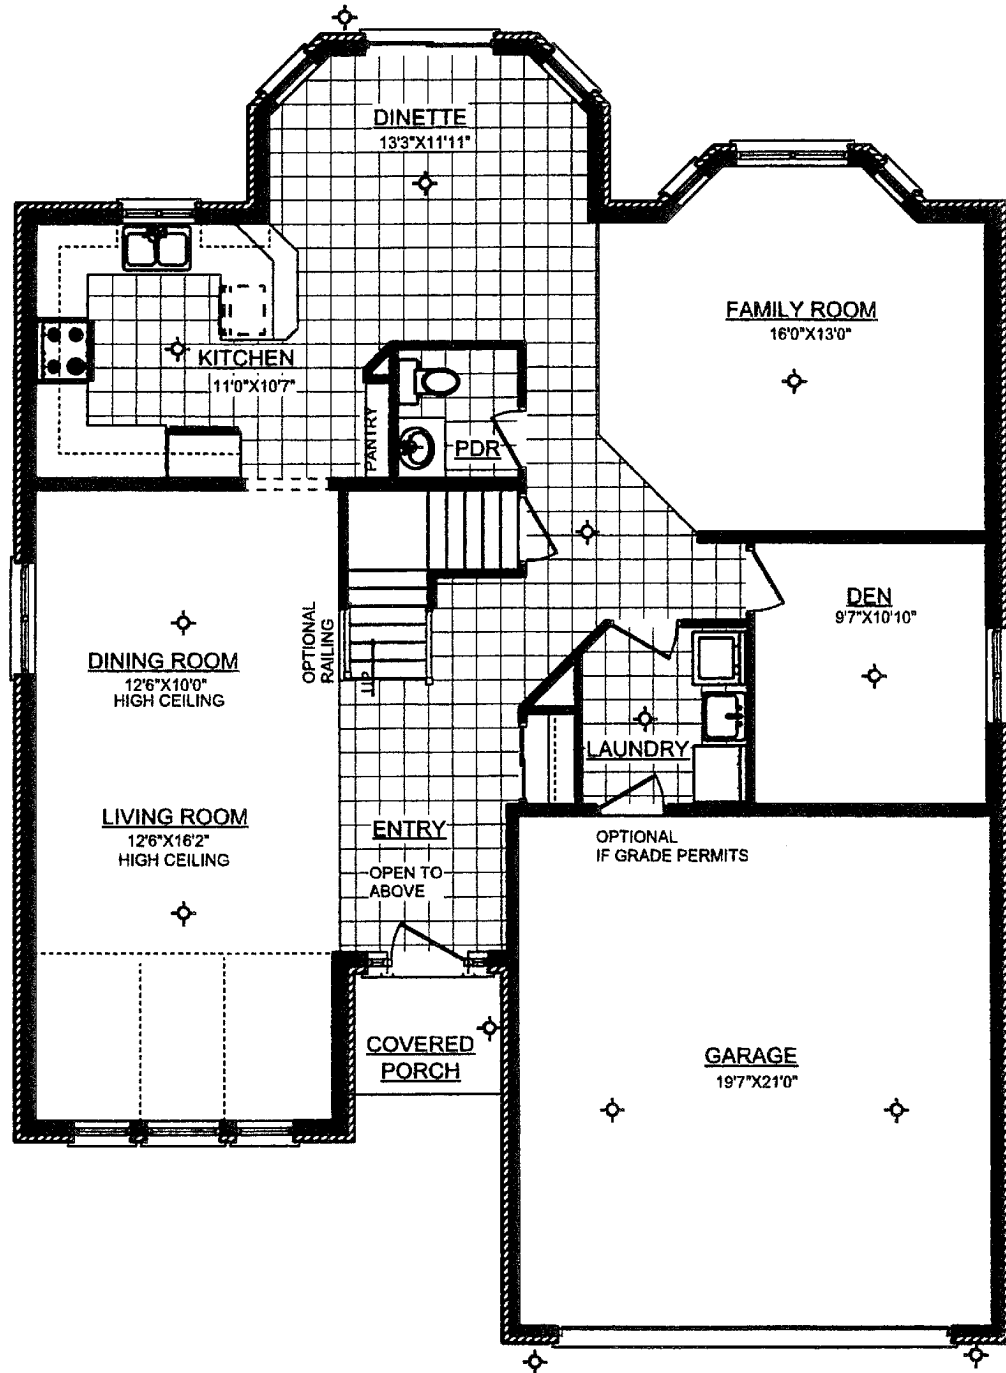 DINETTE
13'3"X11'11"
FAMILY ROOM
16'0"X13'0"
KITCHEN
11'0"X10'7"
PANTRY
PDR
DEN
9'7"X10'10"
OPTIONAL
RAILING
UP
DINING ROOM
12'6"X10'0"
HIGH CEILING
LAUNDRY
LIVING ROOM
12'6"X16'2"
HIGH CEILING
ENTRY
OPEN TO
ABOVE
OPTIONAL
IF GRADE PERMITS
COVERED
PORCH
GARAGE
19'7"X21'0"